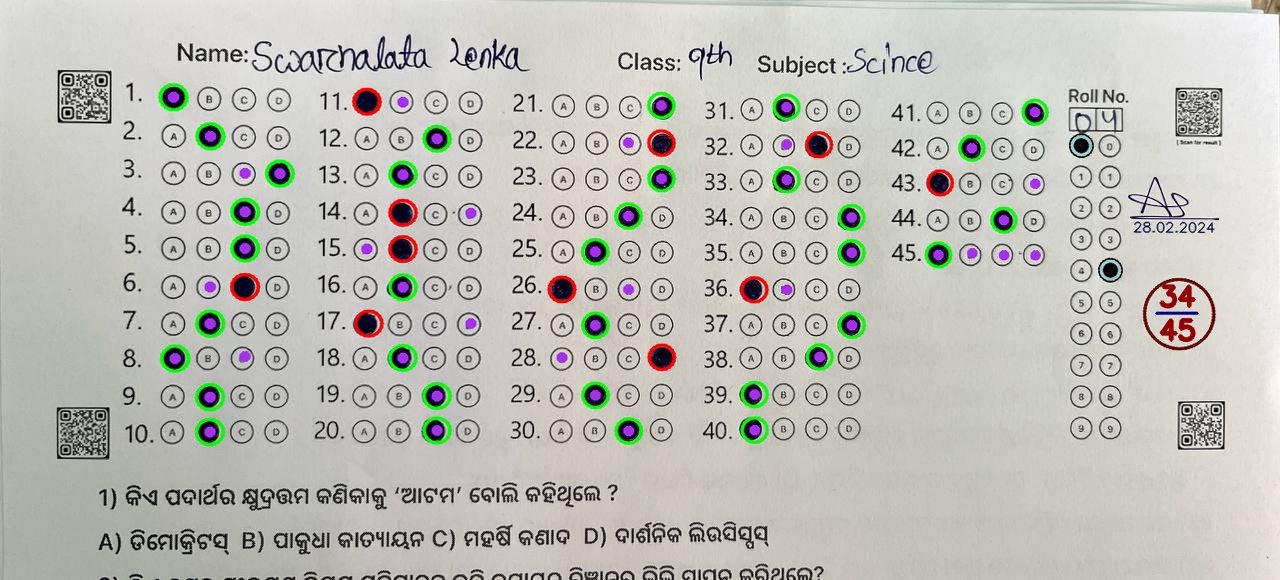 Name: Swarnalata Lenka Class: 9th Subject: Scince
1. A B C D 11. A B C D 21. A B C D 31. A B C D 41. A B C D Roll No.
04
2. A B C D 12. A B C D 22. A B C D 32. A B C D 42. A B C D 0 0
[ Scan for result ]
3. A B C D 13. A B C D 23. A B C D 33. A B C D 43. A B C D 1 1
4. A B C D 14. A B C D 24. A B C D 34. A B C D 44. A B C D 2 2
28.02.2024
5. A B C D 15. A B C D 25. A B C D 35. A B C D 45. A B C D 3 3
4 4
6. A B C D 16. A B C D 26. A B C D 36. A B C D 5 5
34
45
7. A B C D 17. A B C D 27. A B C D 37. A B C D 6 6
8. A B C D 18. A B C D 28. A B C D 38. A B C D 7 7
9. A B C D 19. A B C D 29. A B C D 39. A B C D 8 8
10. A B C D 20. A B C D 30. A B C D 40. A B C D 9 9
1) କିଏ ପଦାର୍ଥର କ୍ଷୁଦ୍ରତ୍ତମ କଣିକାକୁ ‘ଆଟମ’ ବୋଲି କହିଥିଲେ ?
A) ଡିମୋକ୍ରିଟସ୍ B) ପାକୁଧା କାତ୍ୟାୟନ C) ମହର୍ଷି କଣାଦ D) ଦାର୍ଶନିକ ଲିଉସିପ୍ପସ୍